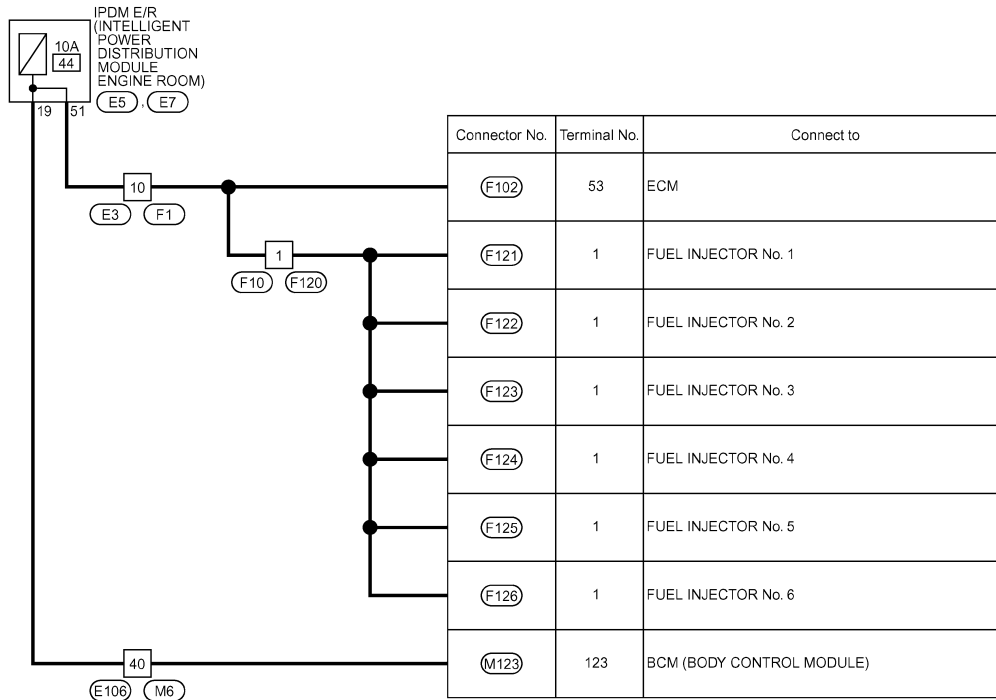 IPDM E/R
(INTELLIGENT
POWER
DISTRIBUTION
MODULE
ENGINE ROOM)
10A
44
E5 , E7
19 51
Connector No. Terminal No. Connect to
10
E3 F1
F102 53 ECM
1
F10 F120
F121 1 FUEL INJECTOR No. 1
F122 1 FUEL INJECTOR No. 2
F123 1 FUEL INJECTOR No. 3
F124 1 FUEL INJECTOR No. 4
F125 1 FUEL INJECTOR No. 5
F126 1 FUEL INJECTOR No. 6
40
E106 M6
M123 123 BCM (BODY CONTROL MODULE)